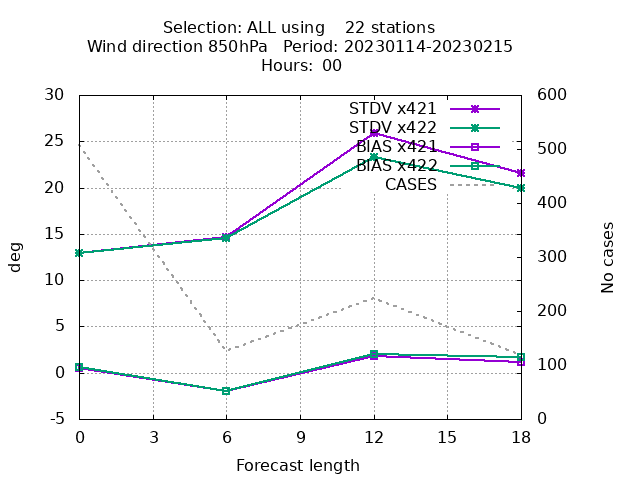 Selection: ALL using    22 stations
Wind direction 850hPa   Period: 20230114-20230215
Hours: 00
30
25
20
15
10
5
0
-5
deg
STDV x421
STDV x422
BIAS x421
BIAS x422
CASES
600
500
400
300
200
100
0
No cases
0 3 6 9 12 15 18
Forecast length